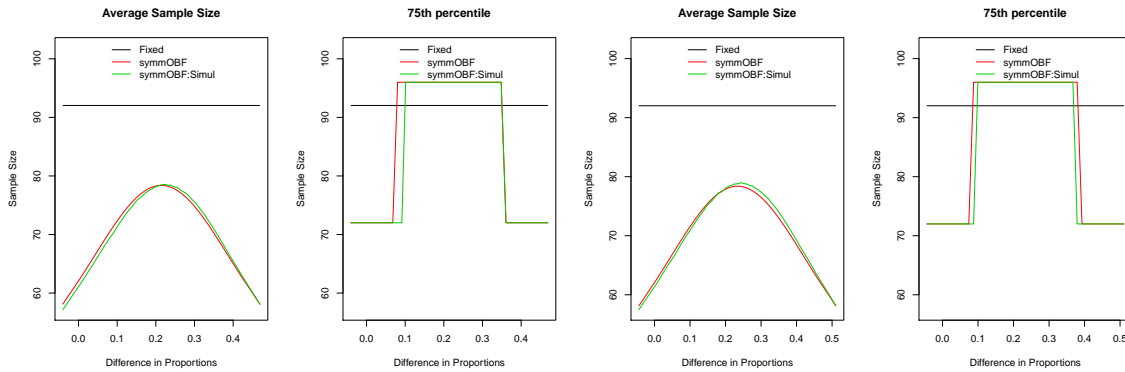 Average Sample Size
Fixed
symmOBF
symmOBF:Simul
100
90
80
70
60
Sample Size
0.0 0.1 0.2 0.3 0.4
Difference in Proportions
75th percentile
Fixed
symmOBF
symmOBF:Simul
100
90
80
70
60
Sample Size
0.0 0.1 0.2 0.3 0.4
Difference in Proportions
Average Sample Size
Fixed
symmOBF
symmOBF:Simul
100
90
80
70
60
Sample Size
0.0 0.1 0.2 0.3 0.4 0.5
Difference in Proportions
75th percentile
Fixed
symmOBF
symmOBF:Simul
100
90
80
70
60
Sample Size
0.0 0.1 0.2 0.3 0.4 0.5
Difference in Proportions